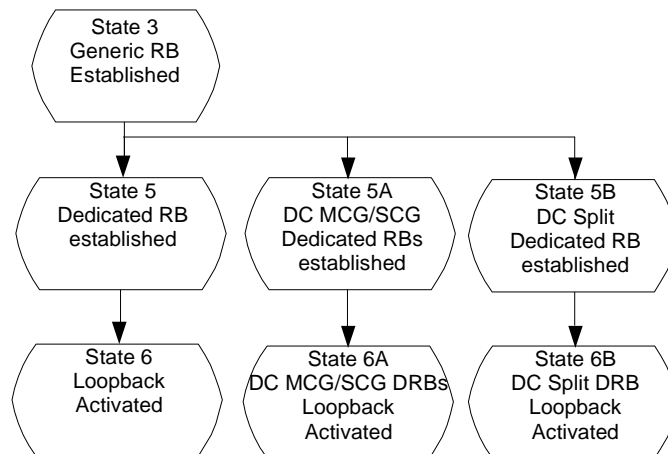 State 3
Generic RB
Established
State 5
Dedicated RB
established
State 5A
DC MCG/SCG
Dedicated RBs
established
State 5B
DC Split
Dedicated RB
established
State 6
Loopback
Activated
State 6A
DC MCG/SCG DRBs
Loopback
Activated
State 6B
DC Split DRB
Loopback
Activated